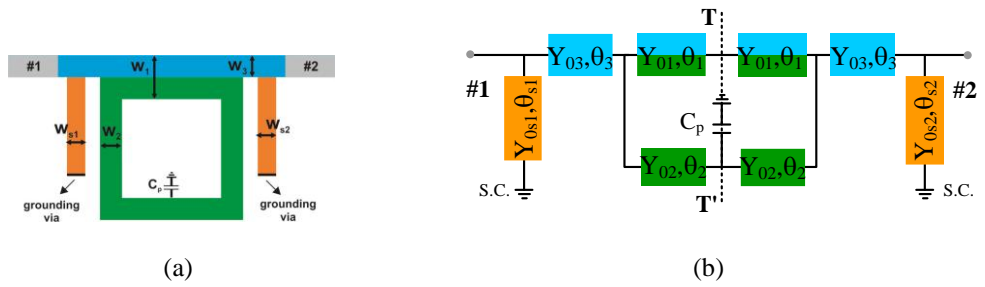 #1
W1
W3
#2
Ws1
W2
Ws2
Cp
grounding
via
grounding
via
(a)
T
Y03,θ3
Y01,θ1
Y01,θ1
Y03,θ3
#1
Y0s1,θs1
Cp
Y0s2,θs2
#2
Y02,θ2
Y02,θ2
S.C.
S.C.
T'
(b)